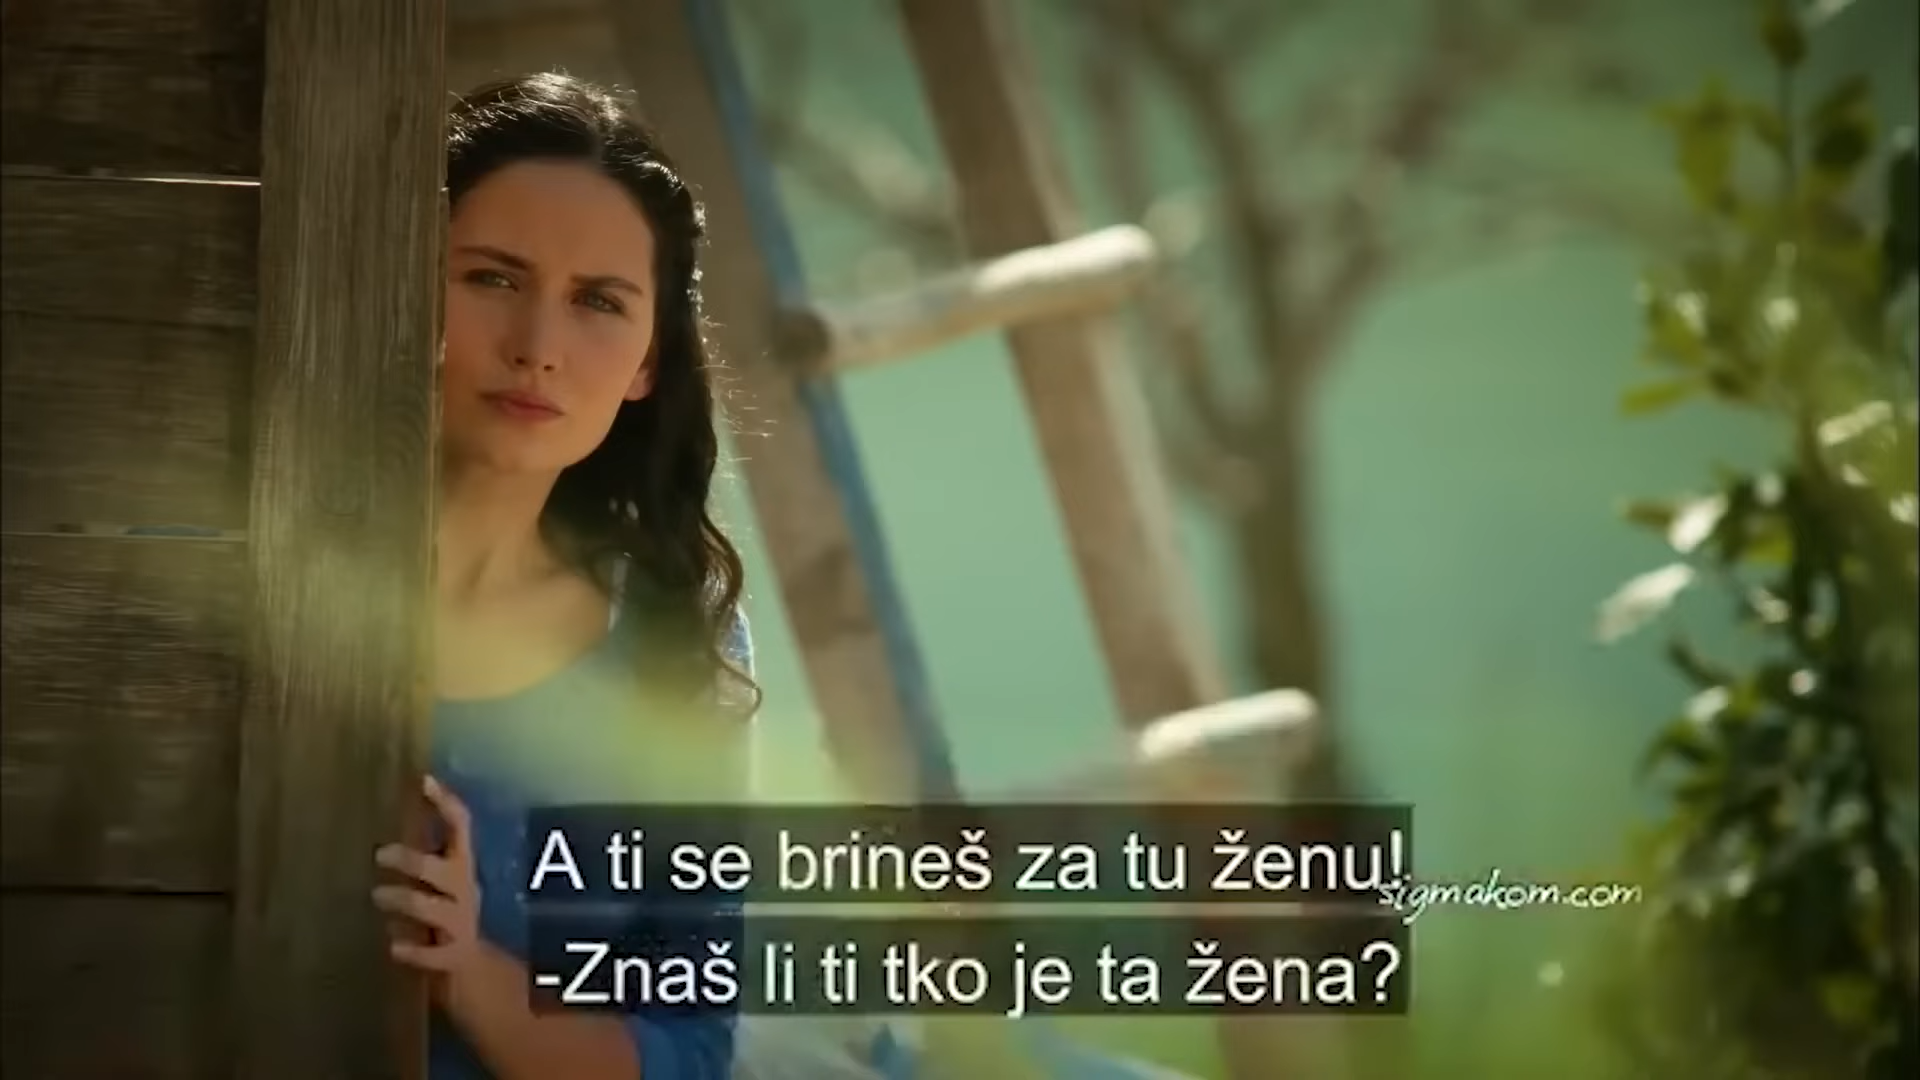 A ti se brineš za tu ženu!
sigmakom.com
-Znaš li ti tko je ta žena?